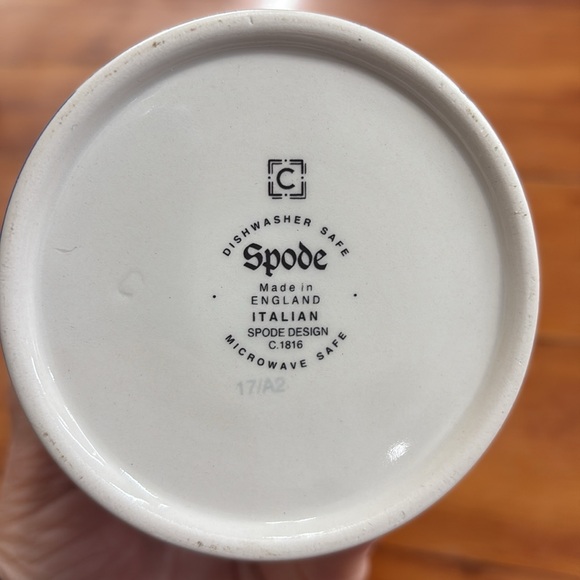 C
DISHWASHER SAFE
Spode
Made in
ENGLAND
ITALIAN
SPODE DESIGN
C.1816
MICROWAVE SAFE
17/A2